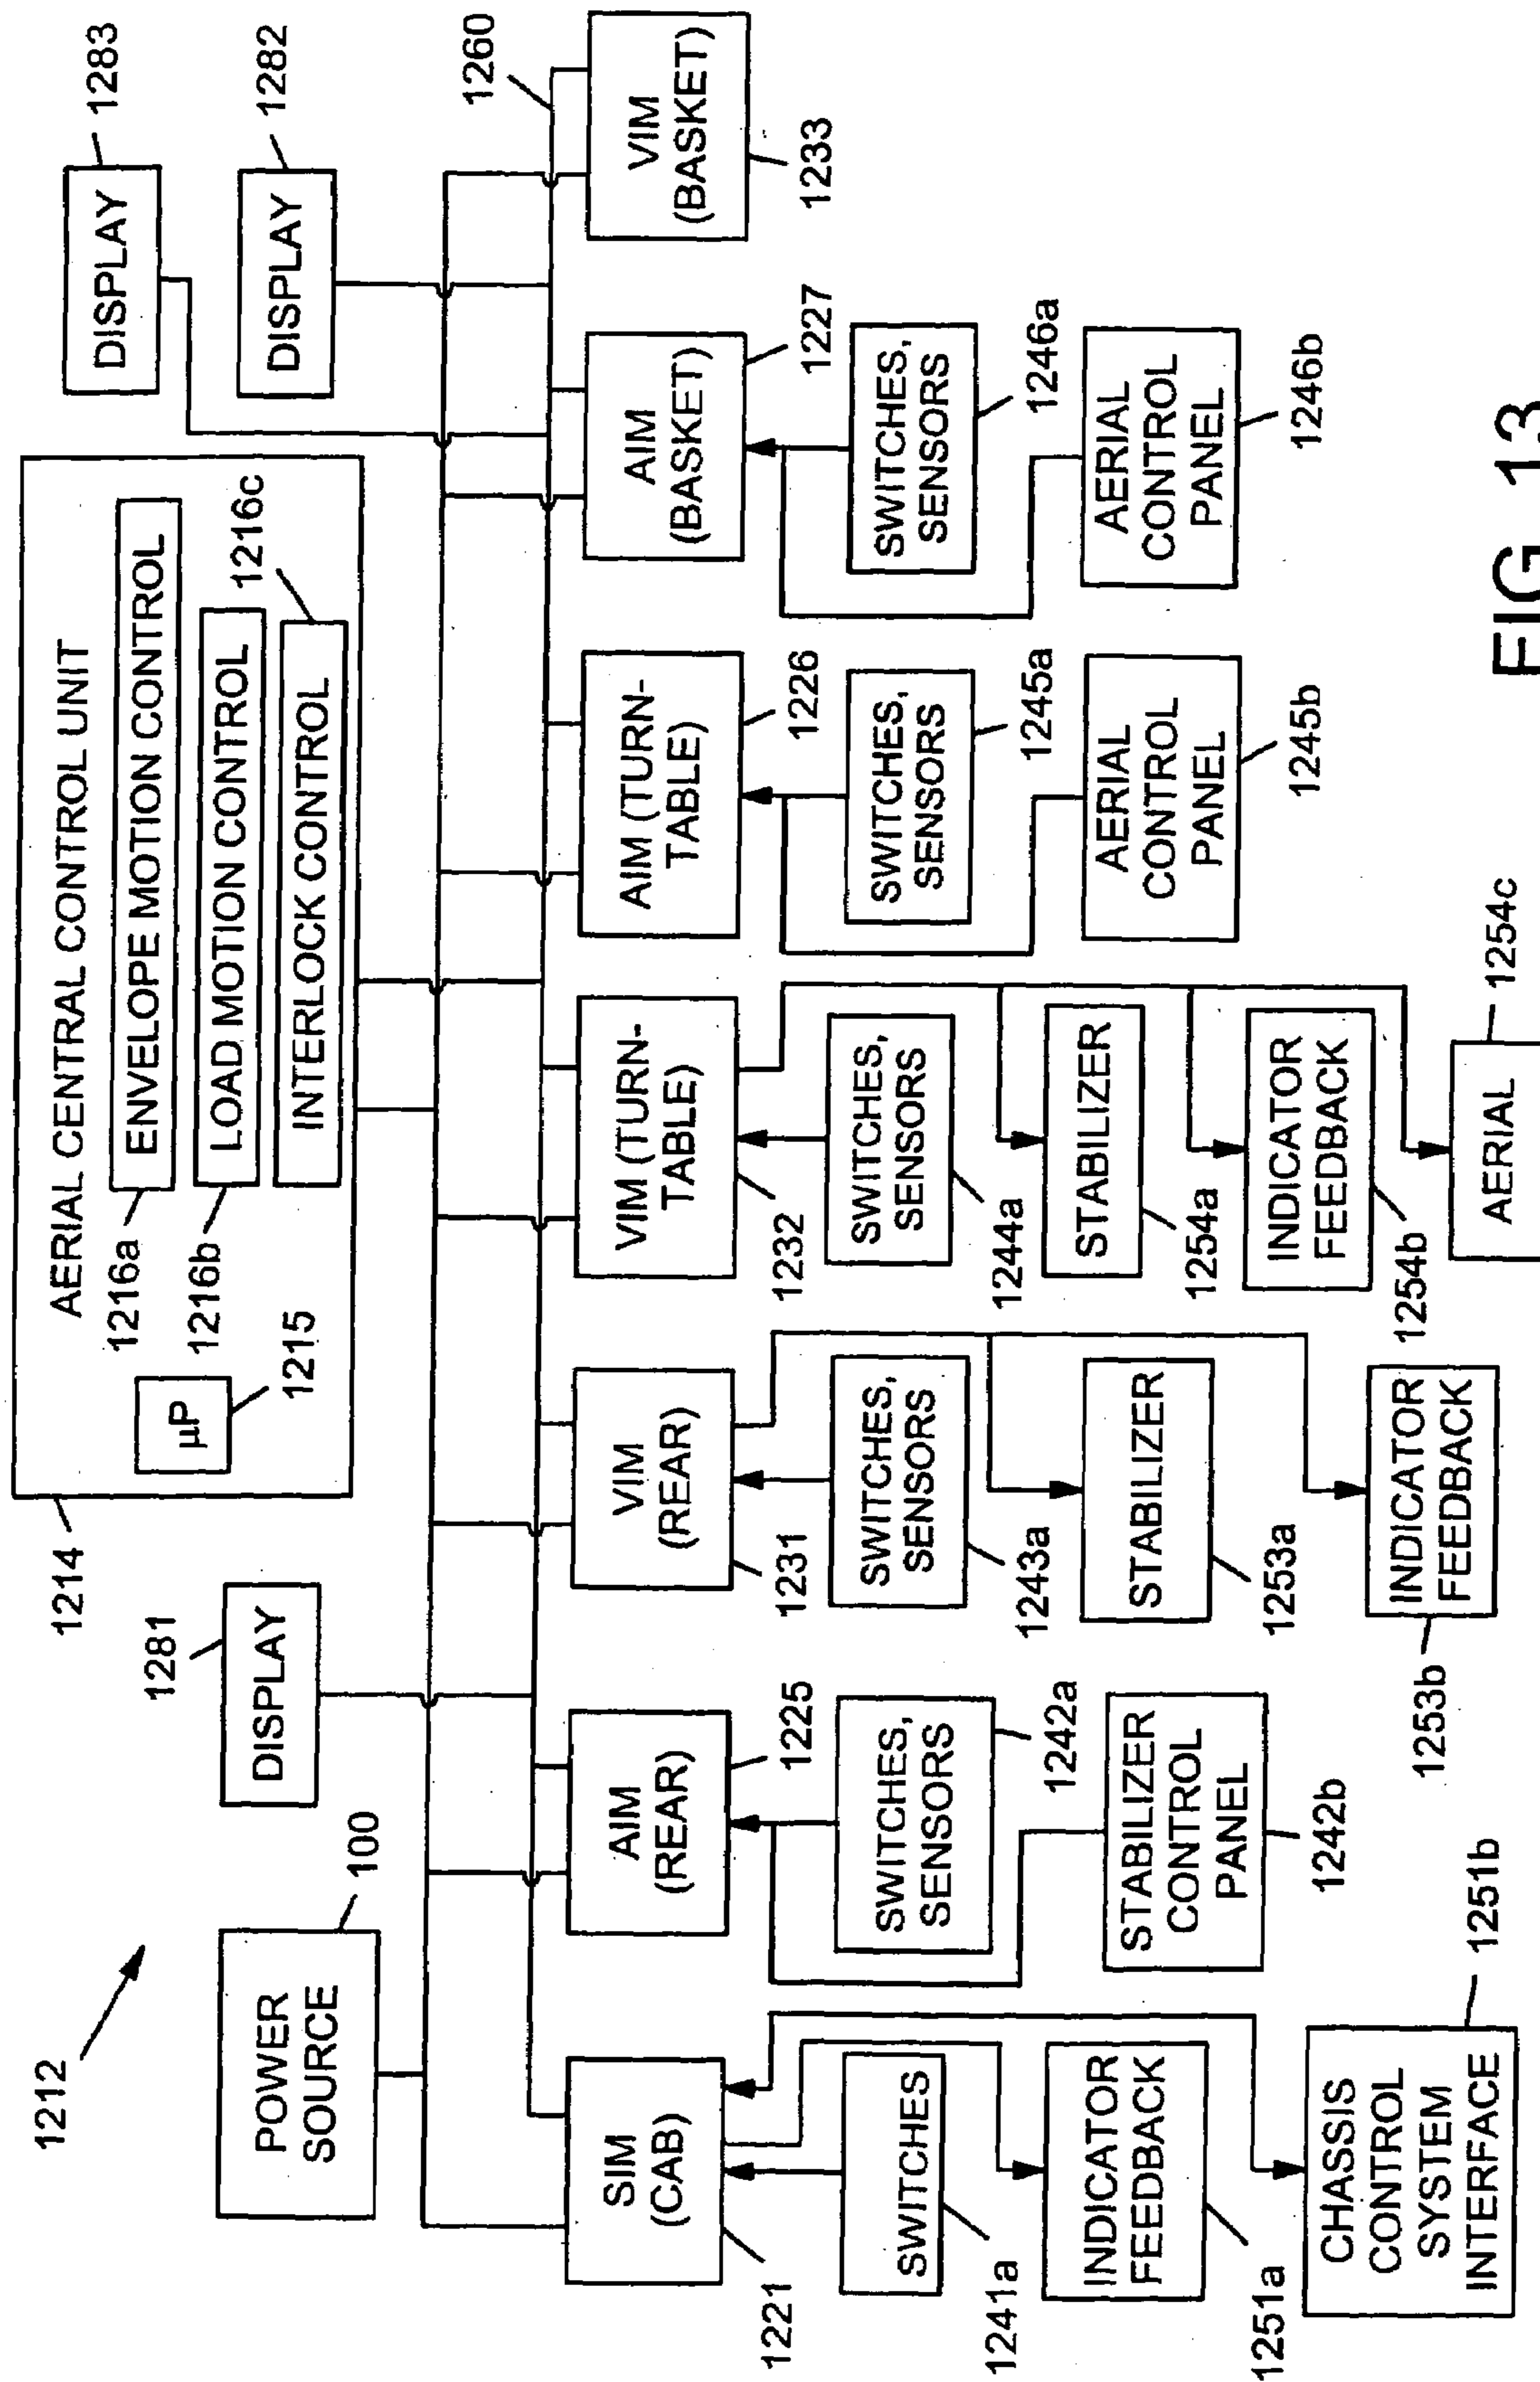 1212
POWER
SOURCE
100
DISPLAY
1281
1214
AERIAL CENTRAL CONTROL UNIT
µP
1215
1216a
ENVELOPE MOTION CONTROL
1216b
LOAD MOTION CONTROL
1216c
INTERLOCK CONTROL
DISPLAY
1283
DISPLAY
1282
1260
SIM
(CAB)
1221
AIM
(REAR)
1225
VIM
(REAR)
1231
VIM (TURN-
TABLE)
1232
AIM (TURN-
TABLE)
1226
AIM
(BASKET)
1227
VIM
(BASKET)
1233
SWITCHES
1241a
INDICATOR
FEEDBACK
1251a
CHASSIS
CONTROL
SYSTEM
INTERFACE
1251b
SWITCHES,
SENSORS
1242a
STABILIZER
CONTROL
PANEL
1242b
SWITCHES,
SENSORS
1243a
STABILIZER
1253a
INDICATOR
FEEDBACK
1253b
SWITCHES,
SENSORS
1244a
STABILIZER
1254a
INDICATOR
FEEDBACK
1254b
AERIAL
1254c
SWITCHES,
SENSORS
1245a
AERIAL
CONTROL
PANEL
1245b
SWITCHES,
SENSORS
1246a
AERIAL
CONTROL
PANEL
1246b
FIG. 13